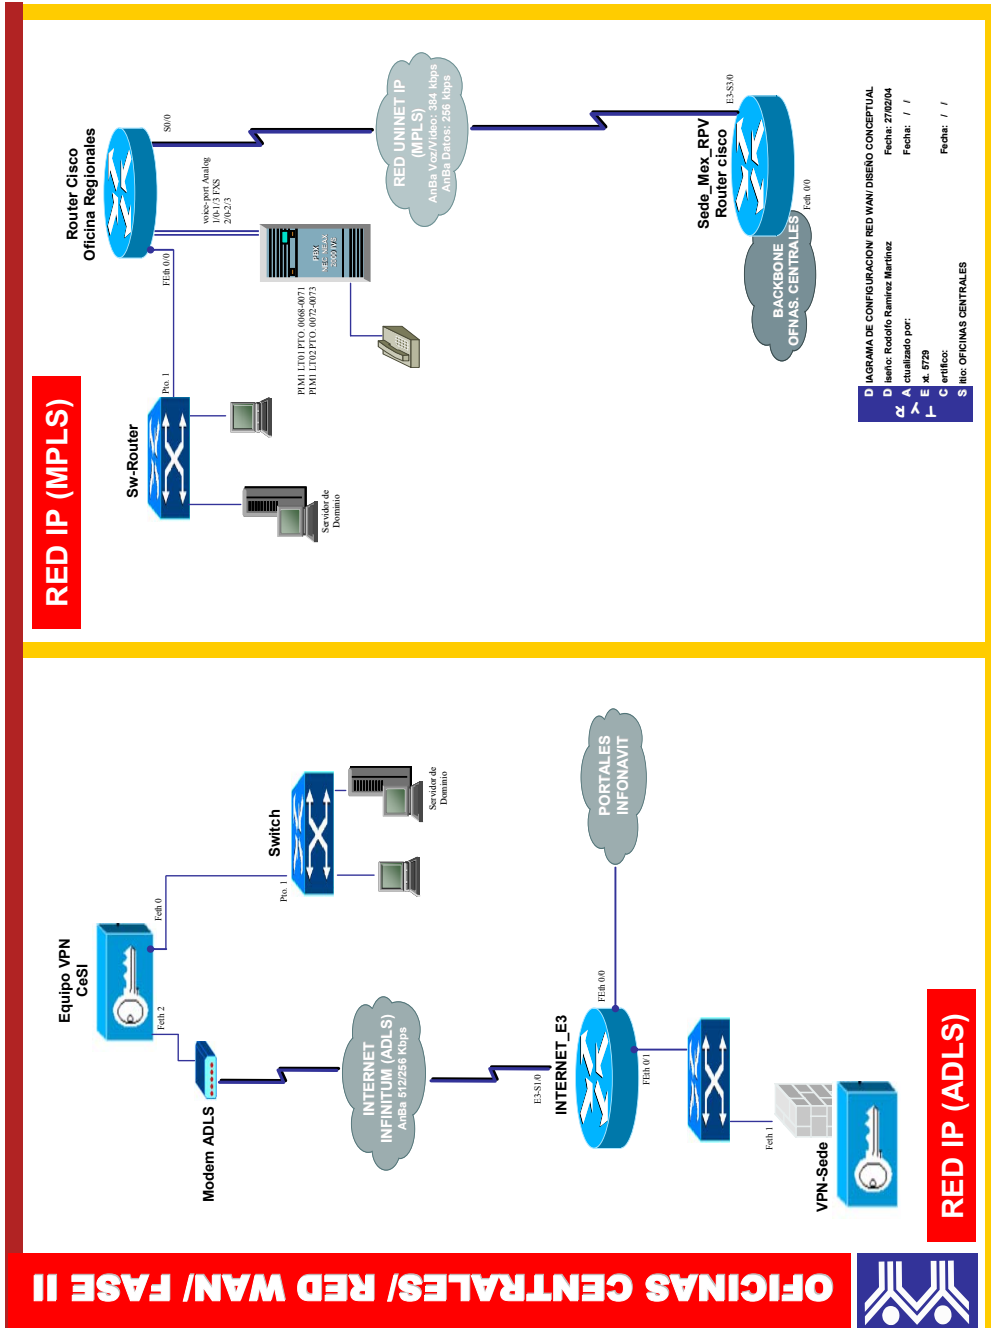 OFICINAS CENTRALES/ RED WAN/ FASE II
RED IP (ADLS)
Equipo VPN
CeSI
Feth 2
Feth 0
Modem ADLS
Pto. 1
Switch
Servidor de
Dominio
INTERNET
INFINITUM (ADLS)
AnBa 512/256 Kbps
E3-S1/0
INTERNET_E3
FEth 0/0
FEth 0/1
PORTALES
INFONAVIT
Feth 1
VPN-Sede
RED IP (MPLS)
Sw-Router
Pto. 1
Servidor de
Dominio
FEth 0/0
Router Cisco
Oficina Regionales
S0/0
voice-port Analog
1/0-1/3 FXS
2/0-2/3
PBX
NEC NEAX
2000 IVS
PIM1 LT01 PTO. 0068-0071
PIM1 LT02 PTO. 0072-0073
RED UNINET IP
(MPLS)
AnBa Voz/Video: 384 kbps
AnBa Datos: 256 kbps
E3-S3/0
Sede_Mex_RPV
Router cisco
Feth 0/0
BACKBONE
OFNAS. CENTRALES
T y R
DIAGRAMA DE CONFIGURACION/ RED WAN/ DISEÑO CONCEPTUAL
Diseño: Rodolfo Ramirez Martinez Fecha: 27/02/04
Actualizado por: Fecha: / /
Ext. 5729
Certifico: Fecha: / /
Sitio: OFICINAS CENTRALES